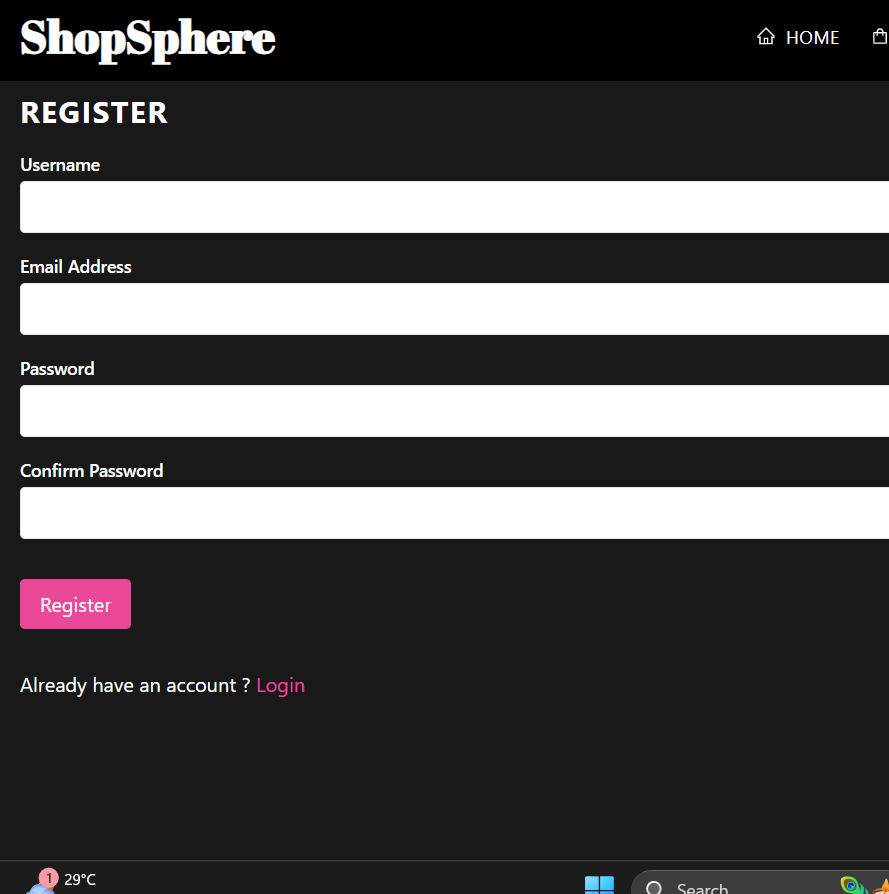 ShopSphere
HOME
REGISTER
Username
Email Address
Password
Confirm Password
Register
Already have an account ? Login
1
29°C
Search